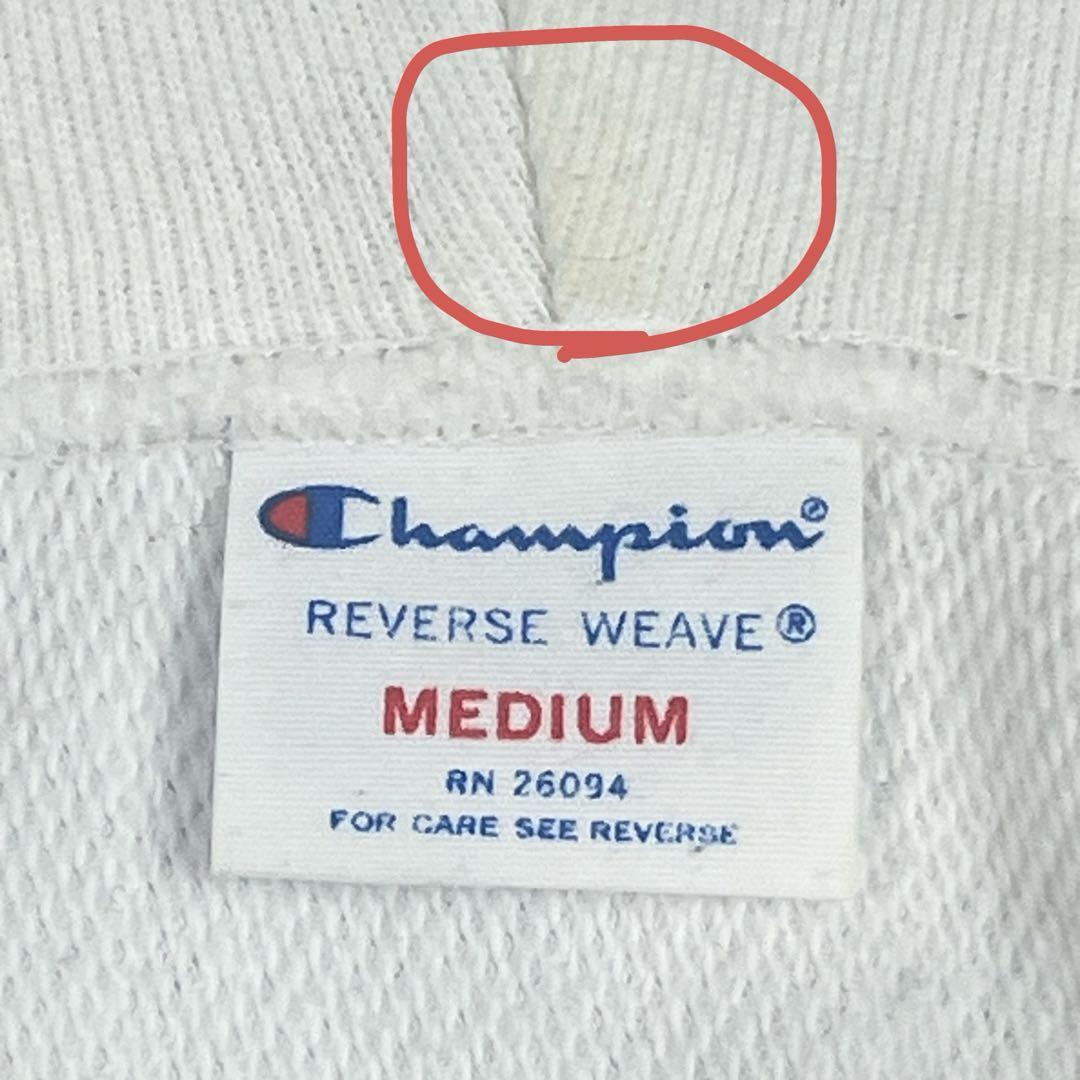 Champion®
REVERSE WEAVE®
MEDIUM
RN 26094
FOR CARE SEE REVERSE